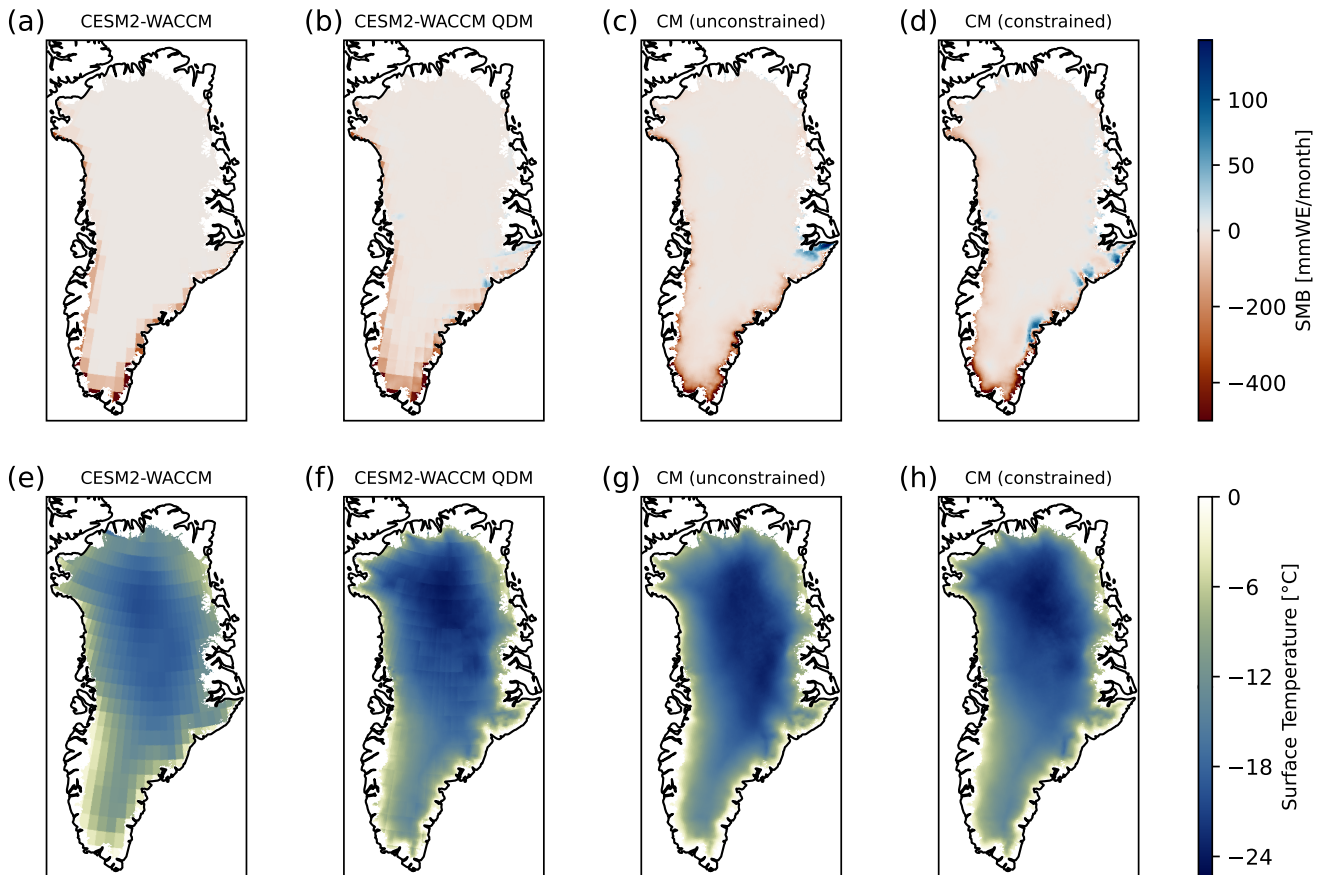 (a) CESM2-WACCM
(b) CESM2-WACCM QDM
(c) CM (unconstrained)
(d) CM (constrained)
100
50
0
−200
−400
SMB [mmWE/month]
(e) CESM2-WACCM
(f) CESM2-WACCM QDM
(g) CM (unconstrained)
(h) CM (constrained)
0
−6
−12
−18
−24
Surface Temperature [°C]